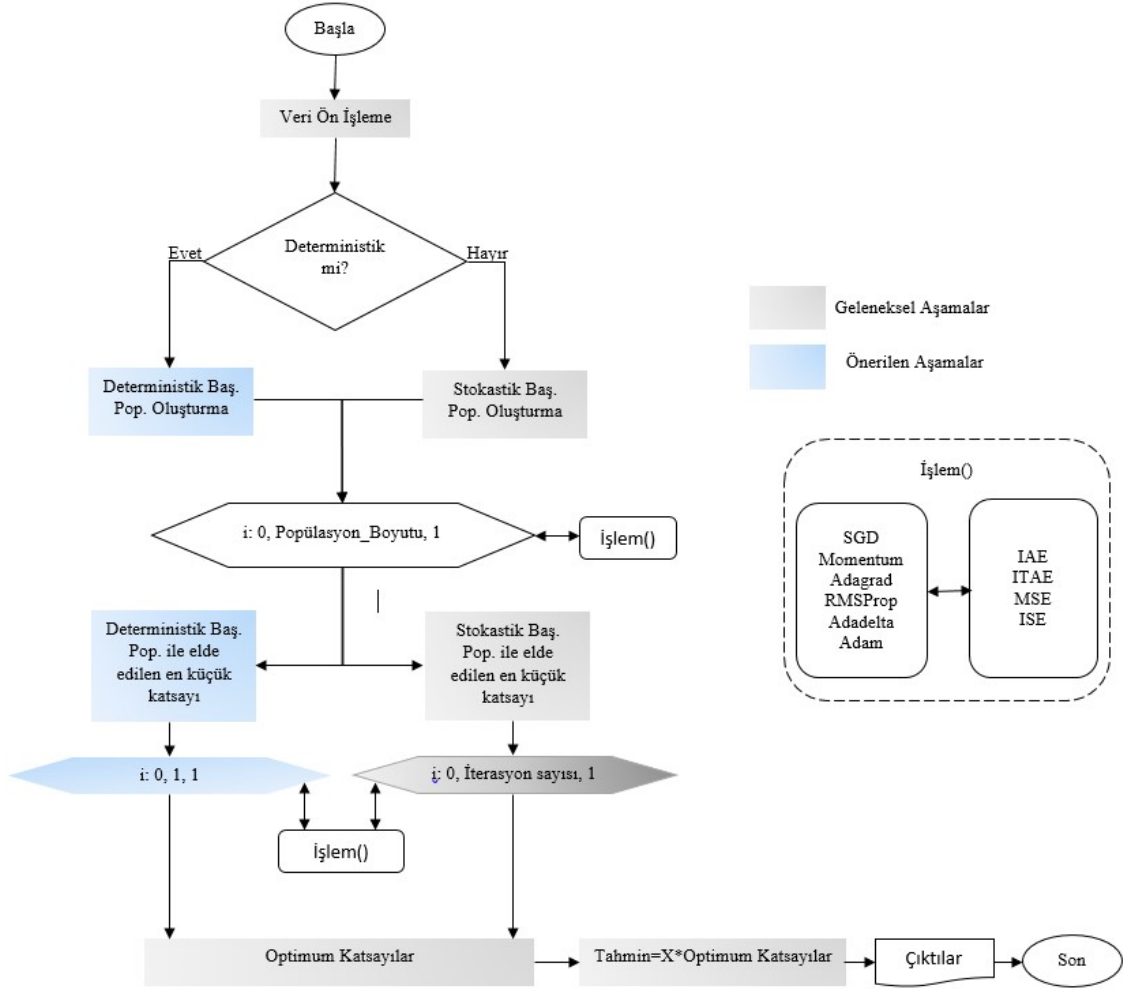 Başla
Veri Ön İşleme
Deterministik
mi?
Evet
Hayır
Deterministik Baş.
Pop. Oluşturma
Stokastik Baş.
Pop. Oluşturma
Geleneksel Aşamalar
Önerilen Aşamalar
i: 0, Popülasyon_Boyutu, 1
İşlem()
İşlem()
SGD
Momentum
Adagrad
RMSProp
Adadelta
Adam
IAE
ITAE
MSE
ISE
Deterministik Baş.
Pop. ile elde
edilen en küçük
katsayı
Stokastik Baş.
Pop. ile elde
edilen en küçük
katsayı
i: 0, 1, 1
i: 0, İterasyon sayısı, 1
İşlem()
Optimum Katsayılar
Tahmin=X*Optimum Katsayılar
Çıktılar
Son